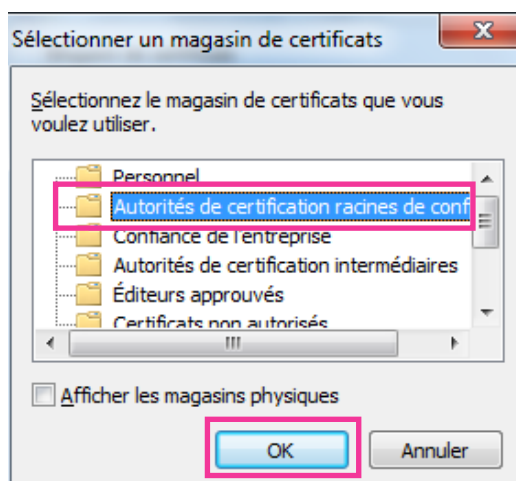 Sélectionner un magasin de certificats
Sélectionnez le magasin de certificats que vous
voulez utiliser.
Personnel
Autorités de certification racines de conf
Confiance de l'entreprise
Autorités de certification intermédiaires
Éditeurs approuvés
Certificats non autorisés
Afficher les magasins physiques
OK
Annuler